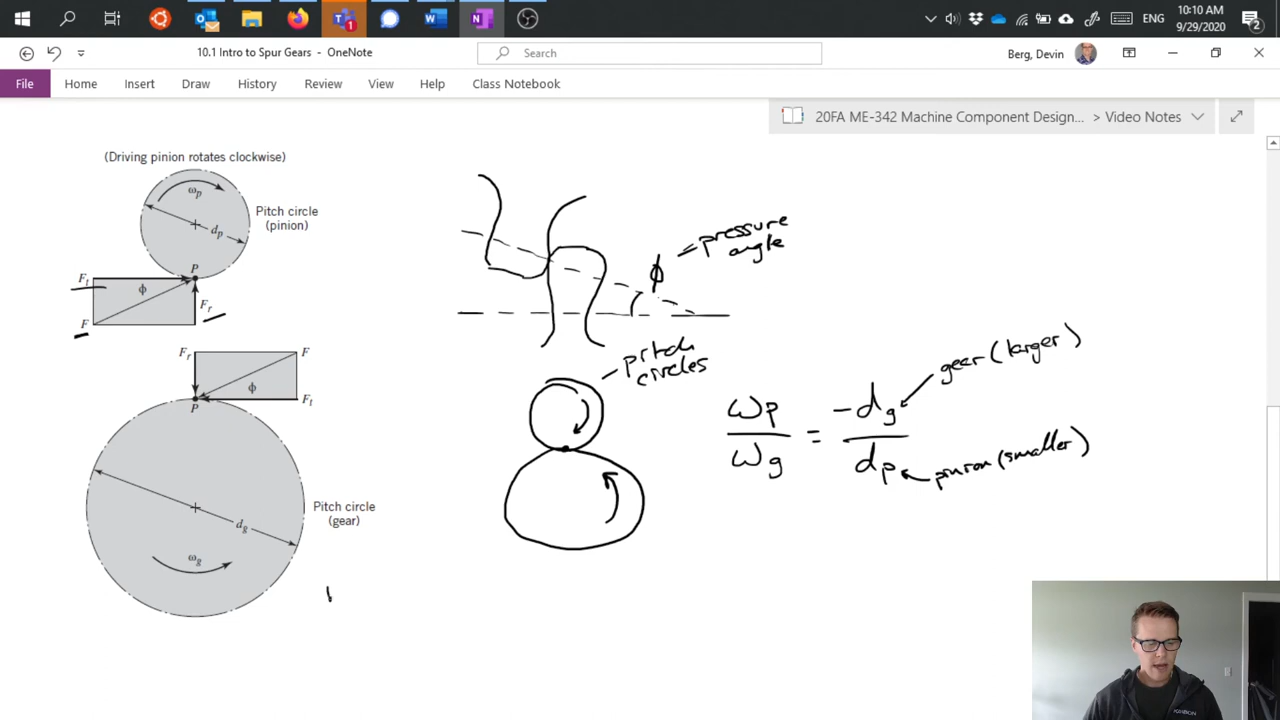 10:10 AM
ENG
9/29/2020
2
1
10.1 Intro to Spur Gears - OneNote
Search
Berg, Devin
File
Home
Insert
Draw
History
Review
View
Help
Class Notebook
20FA ME-342 Machine Component Design... > Video Notes
(Driving pinion rotates clockwise)
ωp
dp
Pitch circle
(pinion)
P
Ft
ϕ
Fr
F
Fr
F
ϕ
P
Ft
dg
Pitch circle
(gear)
ωg
ϕ = pressure
angle
pitch
circles
ωp / ωg = -dg / dp
gear (larger)
pinion (smaller)